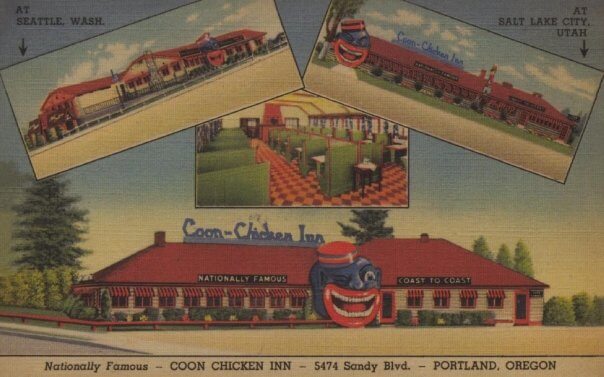 AT
SEATTLE, WASH.
AT
SALT LAKE CITY,
UTAH
Coon-Chicken Inn
Coon-Chicken Inn
NATIONALLY FAMOUS
COAST TO COAST
Nationally Famous – COON CHICKEN INN – 5474 Sandy Blvd. – PORTLAND, OREGON